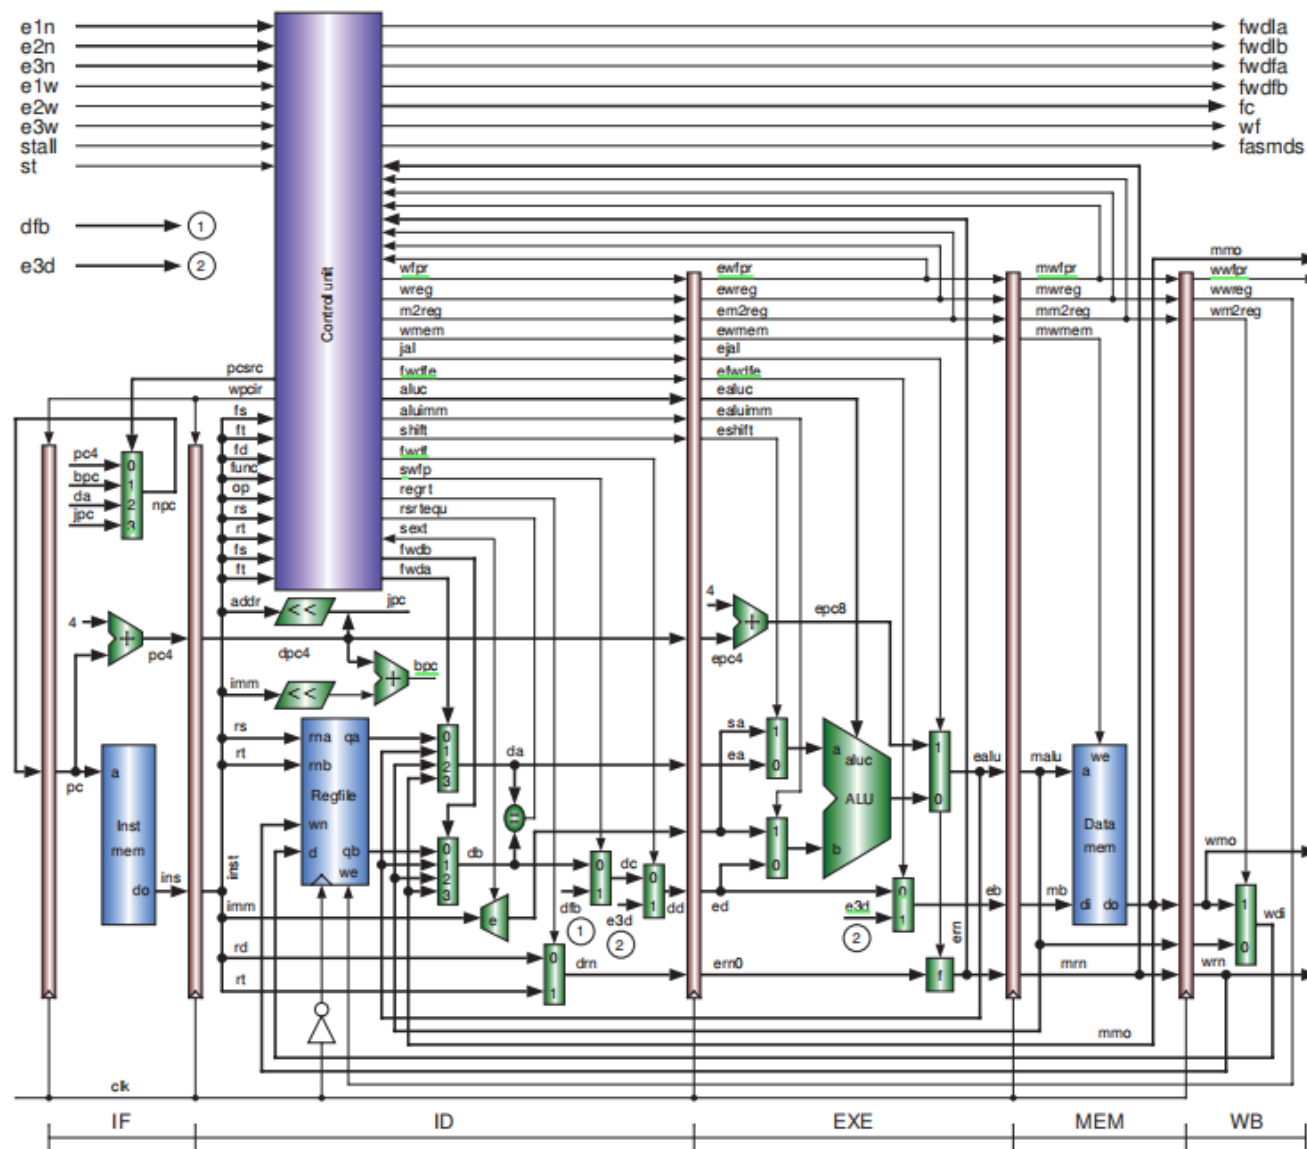 e1n
e2n
e3n
e1w
e2w
e3w
stall
st
dfb 1
e3d 2
Control unit
fwdla
fwdlb
fwdfa
fwdfb
fc
wf
fasmds
mmo
wfpr ewfpr mwfpr wwfpr
wreg ewreg mwreg wwreg
m2reg em2reg mm2reg wm2reg
wmem ewmem mwmem
jal ejal
pcsrc fwdfe efwdfe
wpcir aluc ealuc
fs aluimm ealuimm
ft shift eshift
fd fwdf
func swfp
op regrt
rs rsrtequ
rt sext
fs fwdb
ft fwda
pc4 0
bpc 1
da 2
jpc 3
npc
addr << jpc
4 + pc4
dpc4
4 + epc8
epc4
imm << + bpc
rs rna qa 0 1 2 3
rt rnb
Regfile
wn
d qb we 0 1 2 3
da
=
db
sa 1
ea 0
1
0
a aluc
ALU
b
1
0
ealu malu
we
a
Data
mem
di do
pc
a
Inst
mem
do ins
inst
imm e
0
1
dfb
1
dc
0
1
e3d
2
dd
ed
0
1
e3d
2
eb mb
wmo
1
0
wdi
rd 0
rt 1
drn ern0 f ern mrn wrn
mmo
clk
IF ID EXE MEM WB